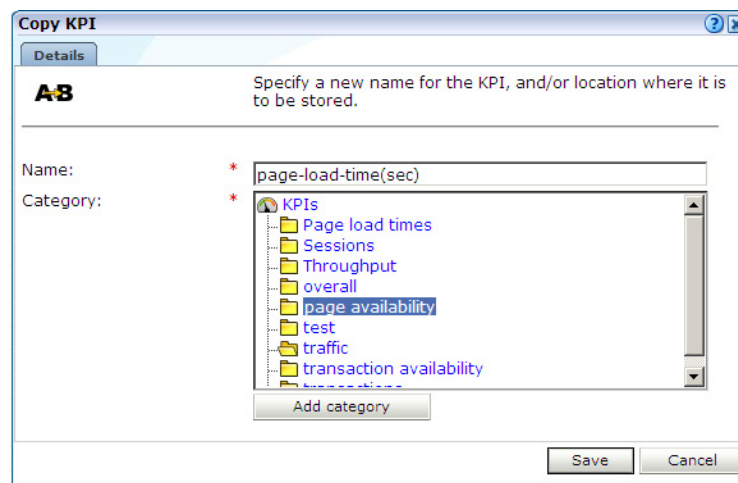 Copy KPI
?
Details
A B
Specify a new name for the KPI, and/or location where it is
to be stored.
Name:
*
page-load-time(sec)
Category:
*
KPIs
Page load times
Sessions
Throughput
overall
page availability
test
traffic
transaction availability
transactions
Add category
Save
Cancel